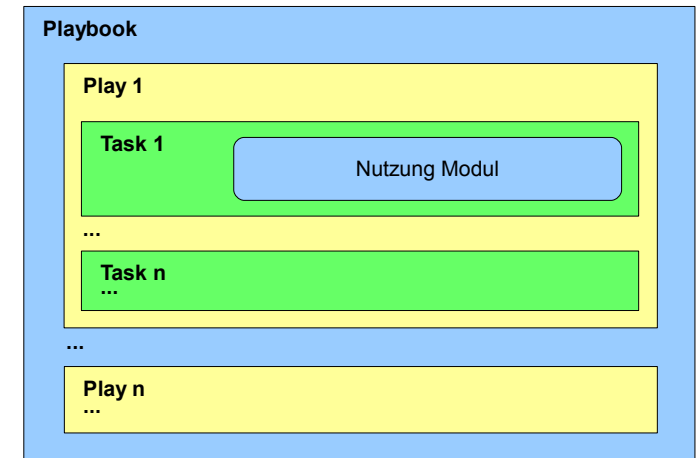 Playbook
Play 1
Task 1
Nutzung Modul
...
Task n
...
...
Play n
...